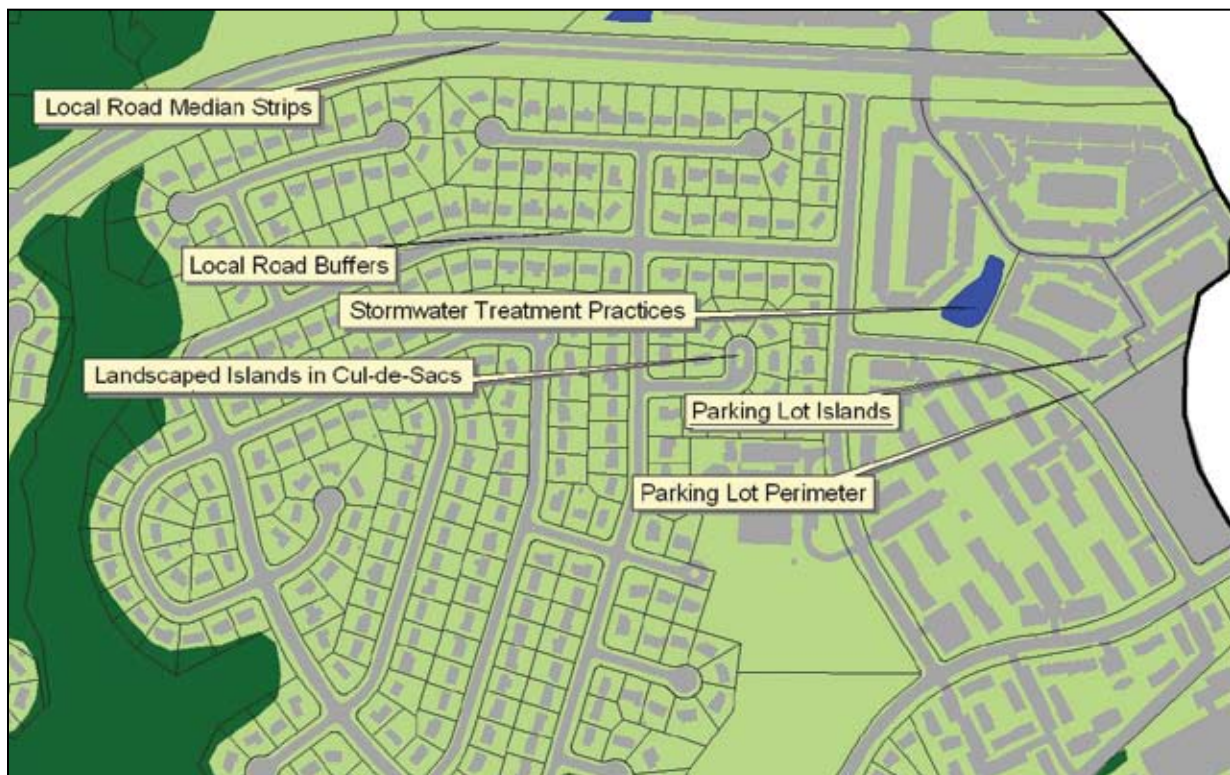 Local Road Median Strips
Local Road Buffers
Stormwater Treatment Practices
Landscaped Islands in Cul-de-Sacs
Parking Lot Islands
Parking Lot Perimeter